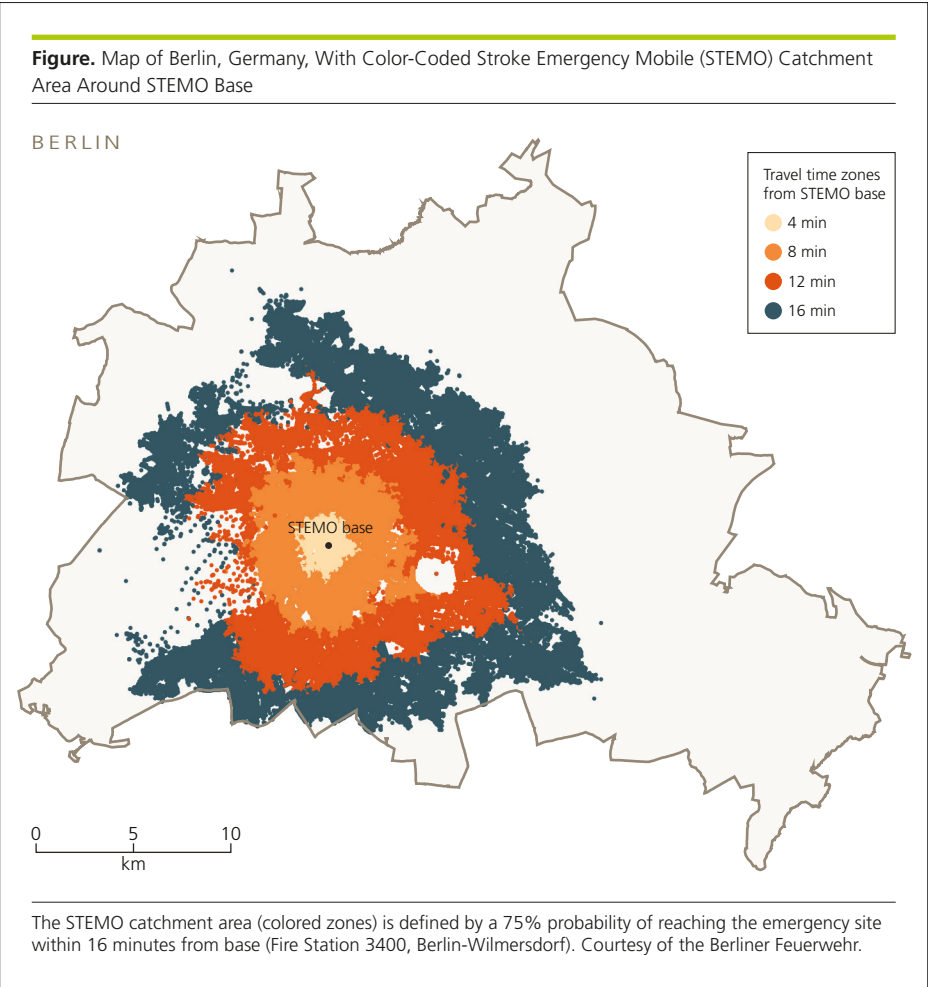 Figure. Map of Berlin, Germany, With Color-Coded Stroke Emergency Mobile (STEMO) Catchment
Area Around STEMO Base
BERLIN
Travel time zones
from STEMO base
4 min
8 min
12 min
16 min
STEMO base
0 5 10
km
The STEMO catchment area (colored zones) is defined by a 75% probability of reaching the emergency site
within 16 minutes from base (Fire Station 3400, Berlin-Wilmersdorf). Courtesy of the Berliner Feuerwehr.